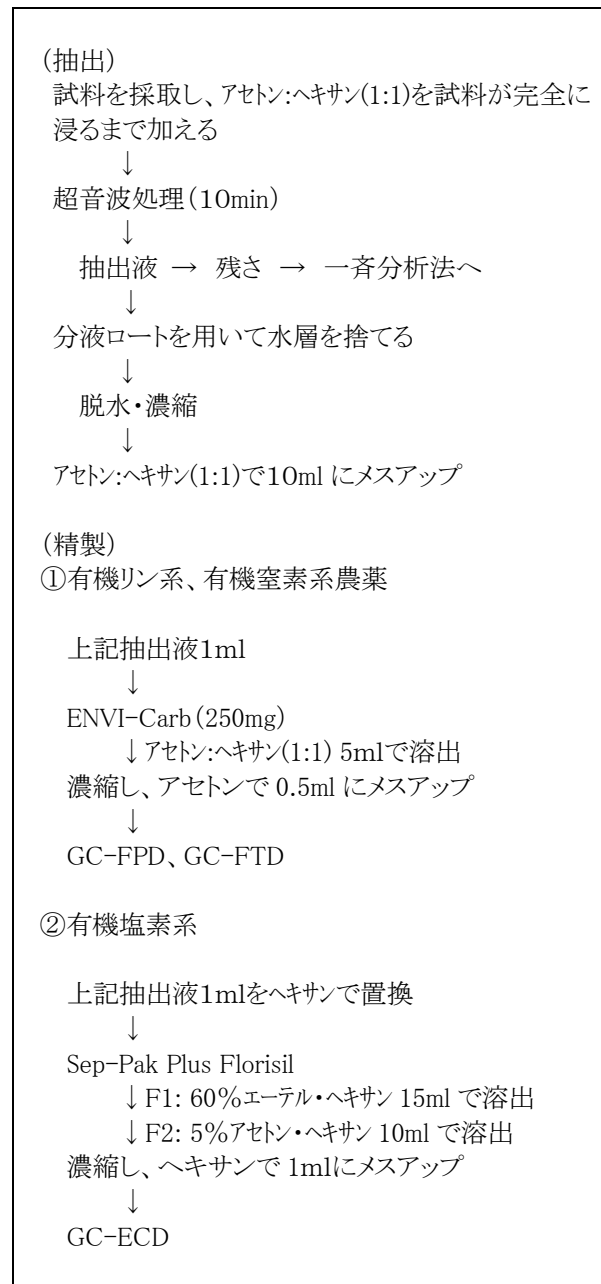 (抽出)
試料を採取し、アセトン:ヘキサン(1:1)を試料が完全に
浸るまで加える
↓
超音波処理(10min)
↓
抽出液 → 残さ → 一斉分析法へ
↓
分液ロートを用いて水層を捨てる
↓
脱水・濃縮
↓
アセトン:ヘキサン(1:1)で10ml にメスアップ
(精製)
①有機リン系、有機窒素系農薬
上記抽出液1ml
↓
ENVI-Carb(250mg)
↓アセトン:ヘキサン(1:1) 5mlで溶出
濃縮し、アセトンで 0.5ml にメスアップ
↓
GC-FPD、GC-FTD
②有機塩素系
上記抽出液1mlをヘキサンで置換
↓
Sep-Pak Plus Florisil
↓F1: 60%エーテル・ヘキサン 15ml で溶出
↓F2: 5%アセトン・ヘキサン 10ml で溶出
濃縮し、ヘキサンで 1mlにメスアップ
↓
GC-ECD